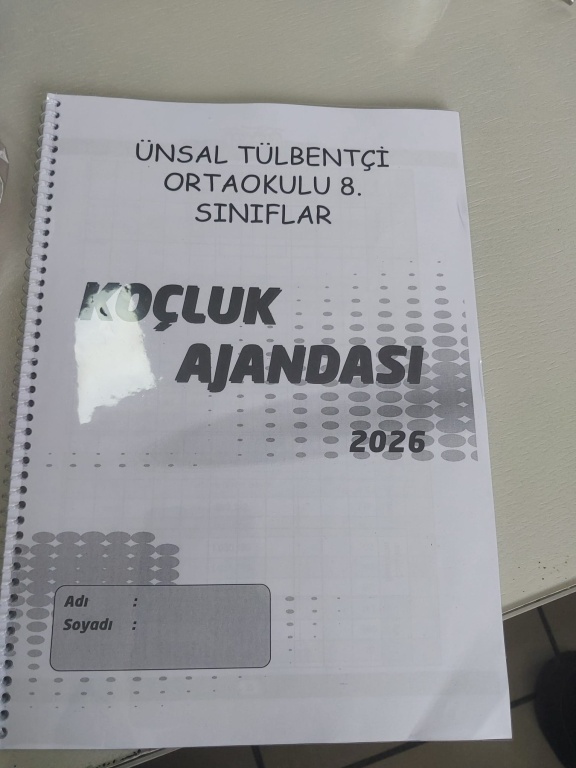 ÜNSAL TÜLBENTÇİ
ORTAOKULU 8.
SINIFLAR
KOÇLUK
AJANDASI
2026
Adı :
Soyadı :